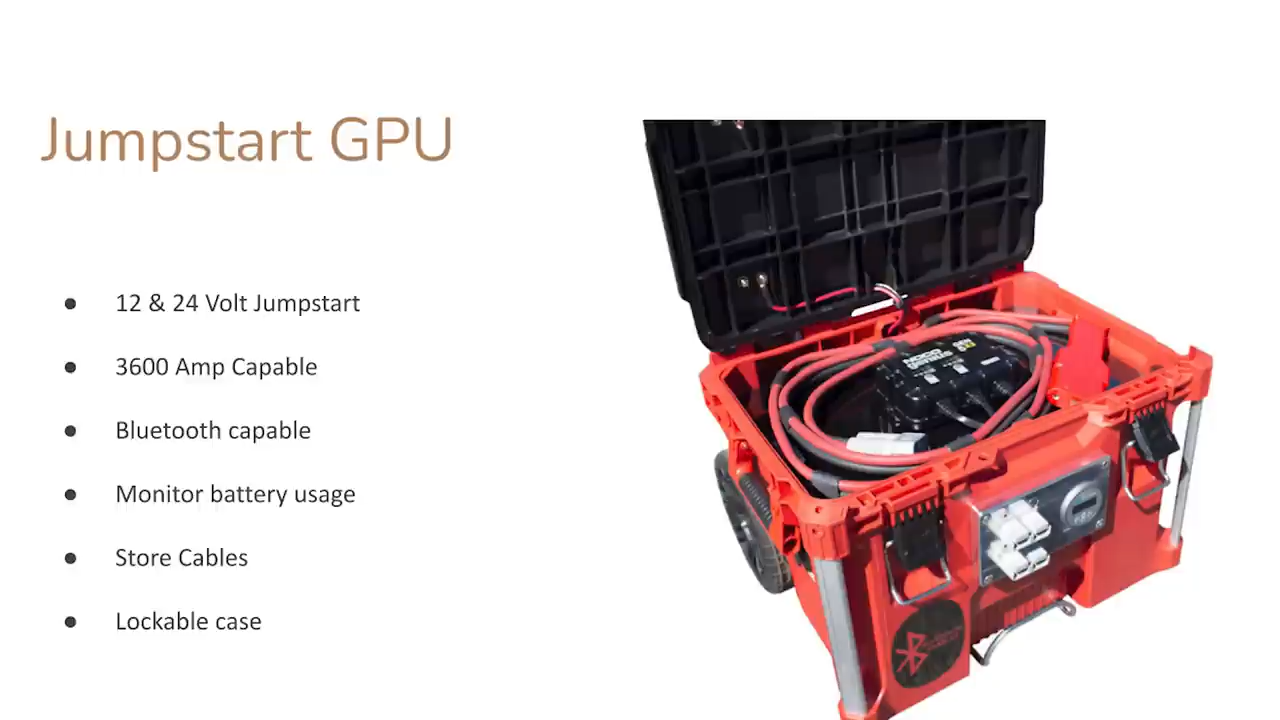 Jumpstart GPU
● 12 & 24 Volt Jumpstart
● 3600 Amp Capable
● Bluetooth capable
● Monitor battery usage
● Store Cables
● Lockable case
NOCO
GENIUS